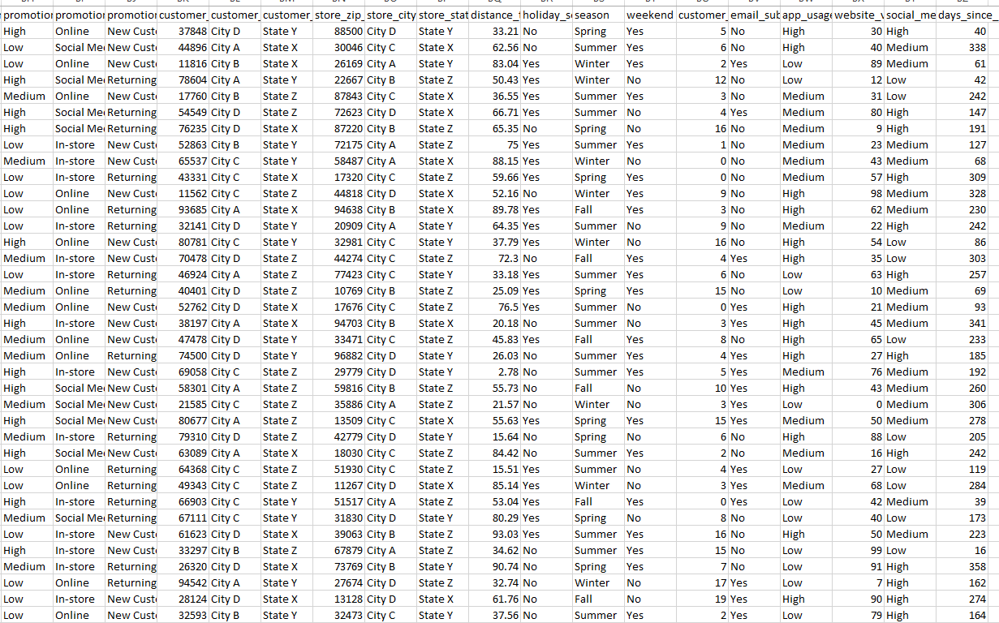 promotion promotion promotion customer_ customer_ customer_ store_zip_ store_city store_stat distance_t holiday_se season weekend customer_ email_sub app_usage website_v social_me days_since_
High Online New Cust 37848 City D State Y 88500 City D State Y 33.21 No Spring Yes 5 No High 30 High 40
Low Social Me New Cust 44896 City A State X 30046 City C State X 62.56 No Summer Yes 6 No High 40 Medium 338
Low Online New Cust 11816 City B State X 26169 City A State Y 83.04 Yes Winter Yes 2 Yes Low 89 Medium 61
High Social Me Returning 78604 City A State Y 22667 City B State Z 50.43 Yes Winter No 12 No Low 12 Low 42
Medium Online New Cust 17760 City B State Z 87843 City C State X 36.55 Yes Summer Yes 3 No Medium 31 Low 242
High Social Me Returning 54549 City D State Z 72623 City D State X 66.71 Yes Summer No 4 Yes Medium 80 High 147
High Social Me Returning 76235 City D State X 87220 City B State Z 65.35 No Spring No 16 No Medium 9 High 191
Low In-store New Cust 52863 City B State Y 72175 City A State Z 75 Yes Summer Yes 1 No Medium 23 Medium 127
Medium In-store New Cust 65537 City C State Y 58487 City A State X 88.15 Yes Winter No 0 No Medium 43 Medium 68
Low In-store Returning 43331 City C State X 17320 City C State Z 59.66 Yes Spring Yes 0 No Medium 57 High 309
Low Online New Cust 11562 City C State Z 44818 City D State X 52.16 No Winter Yes 9 No High 98 Medium 328
Low Online Returning 93685 City A State X 94638 City B State X 89.78 Yes Fall Yes 3 No High 62 Medium 230
Low In-store Returning 32141 City D State Y 20909 City A State Y 64.35 Yes Summer No 9 No Medium 22 High 242
High Online New Cust 80781 City C State Y 32981 City C State Y 37.79 Yes Winter No 16 No High 54 Low 86
Medium In-store New Cust 70478 City D State Z 44274 City C State Z 72.3 No Fall Yes 4 Yes High 35 Low 303
Low In-store Returning 46924 City A State Z 77423 City C State Y 33.18 Yes Summer Yes 6 No Low 63 High 257
Medium Online Returning 40401 City D State Z 10769 City B State Z 25.09 Yes Spring Yes 15 No Low 10 Medium 69
Medium Online New Cust 52762 City D State X 17676 City C State Z 76.5 Yes Summer No 0 Yes High 21 Medium 93
High In-store New Cust 38197 City A State X 94703 City B State X 20.18 No Summer No 3 Yes High 45 Medium 341
Medium Online New Cust 47478 City D State Y 33471 City C State Z 45.83 Yes Fall Yes 8 No High 65 Low 233
Medium Online Returning 74500 City D State Y 96882 City D State Y 26.03 No Summer Yes 4 Yes High 27 High 185
High In-store New Cust 69058 City C State Z 29779 City D State Y 2.78 No Summer Yes 5 Yes Medium 76 Medium 192
High Social Me New Cust 58301 City A State Z 59816 City B State Z 55.73 No Fall No 10 Yes High 43 Medium 260
Medium Social Me New Cust 21585 City C State Z 35886 City A State Z 21.57 No Winter No 3 Yes Low 0 Medium 306
High Social Me New Cust 80677 City A State Z 13509 City C State X 55.63 Yes Spring Yes 15 Yes Medium 50 Medium 278
Medium In-store Returning 79310 City D State Z 42779 City D State Y 15.64 No Spring No 6 No High 88 Low 205
High Social Me New Cust 63089 City A State X 18030 City C State Z 84.42 No Summer Yes 2 No Medium 16 High 242
Low Online Returning 64368 City C State Z 51930 City C State Z 15.51 Yes Summer No 4 Yes Low 27 Low 119
Low Online Returning 49343 City C State Z 11267 City D State X 85.14 Yes Winter No 3 Yes Medium 68 Low 284
High In-store Returning 66903 City C State Y 51517 City A State Z 53.04 Yes Fall Yes 0 Yes Low 42 Medium 39
Medium Social Me Returning 67111 City C State Y 31830 City D State Y 80.29 Yes Spring No 8 No Low 40 Low 173
Low In-store New Cust 61623 City D State X 39063 City B State Z 93.03 Yes Summer Yes 16 No High 50 Medium 223
High In-store New Cust 33297 City B State Z 67879 City A State Z 34.62 No Summer Yes 15 No Low 99 Low 16
Medium In-store Returning 26320 City D State X 73769 City B State Y 90.74 No Spring Yes 7 No Low 91 High 358
Low Online Returning 94542 City A State Y 27674 City D State Z 32.74 No Winter No 17 Yes Low 7 High 162
Low In-store New Cust 28124 City D State X 13128 City D State X 61.76 No Fall No 19 Yes High 90 High 274
Low Online New Cust 32593 City B State Y 32473 City C State Y 37.56 No Summer Yes 2 Yes Low 79 High 164